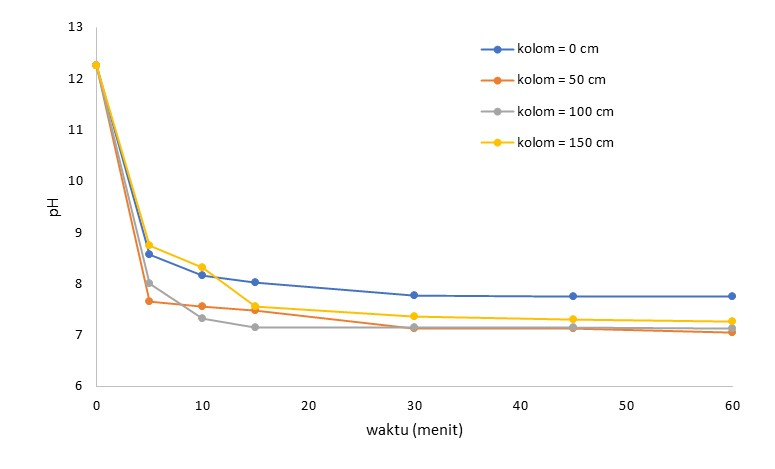 13
12
11
10
9
8
7
6
pH
0
10
20
30
40
50
60
waktu (menit)
kolom = 0 cm
kolom = 50 cm
kolom = 100 cm
kolom = 150 cm